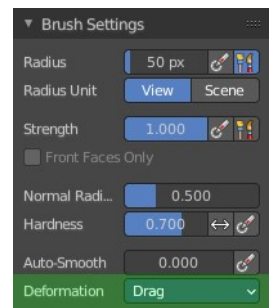 Brush Settings
Radius 50 px
Radius Unit View Scene
Strength 1.000
Front Faces Only
Normal Radi... 0.500
Hardness 0.700
Auto-Smooth 0.000
Deformation Drag